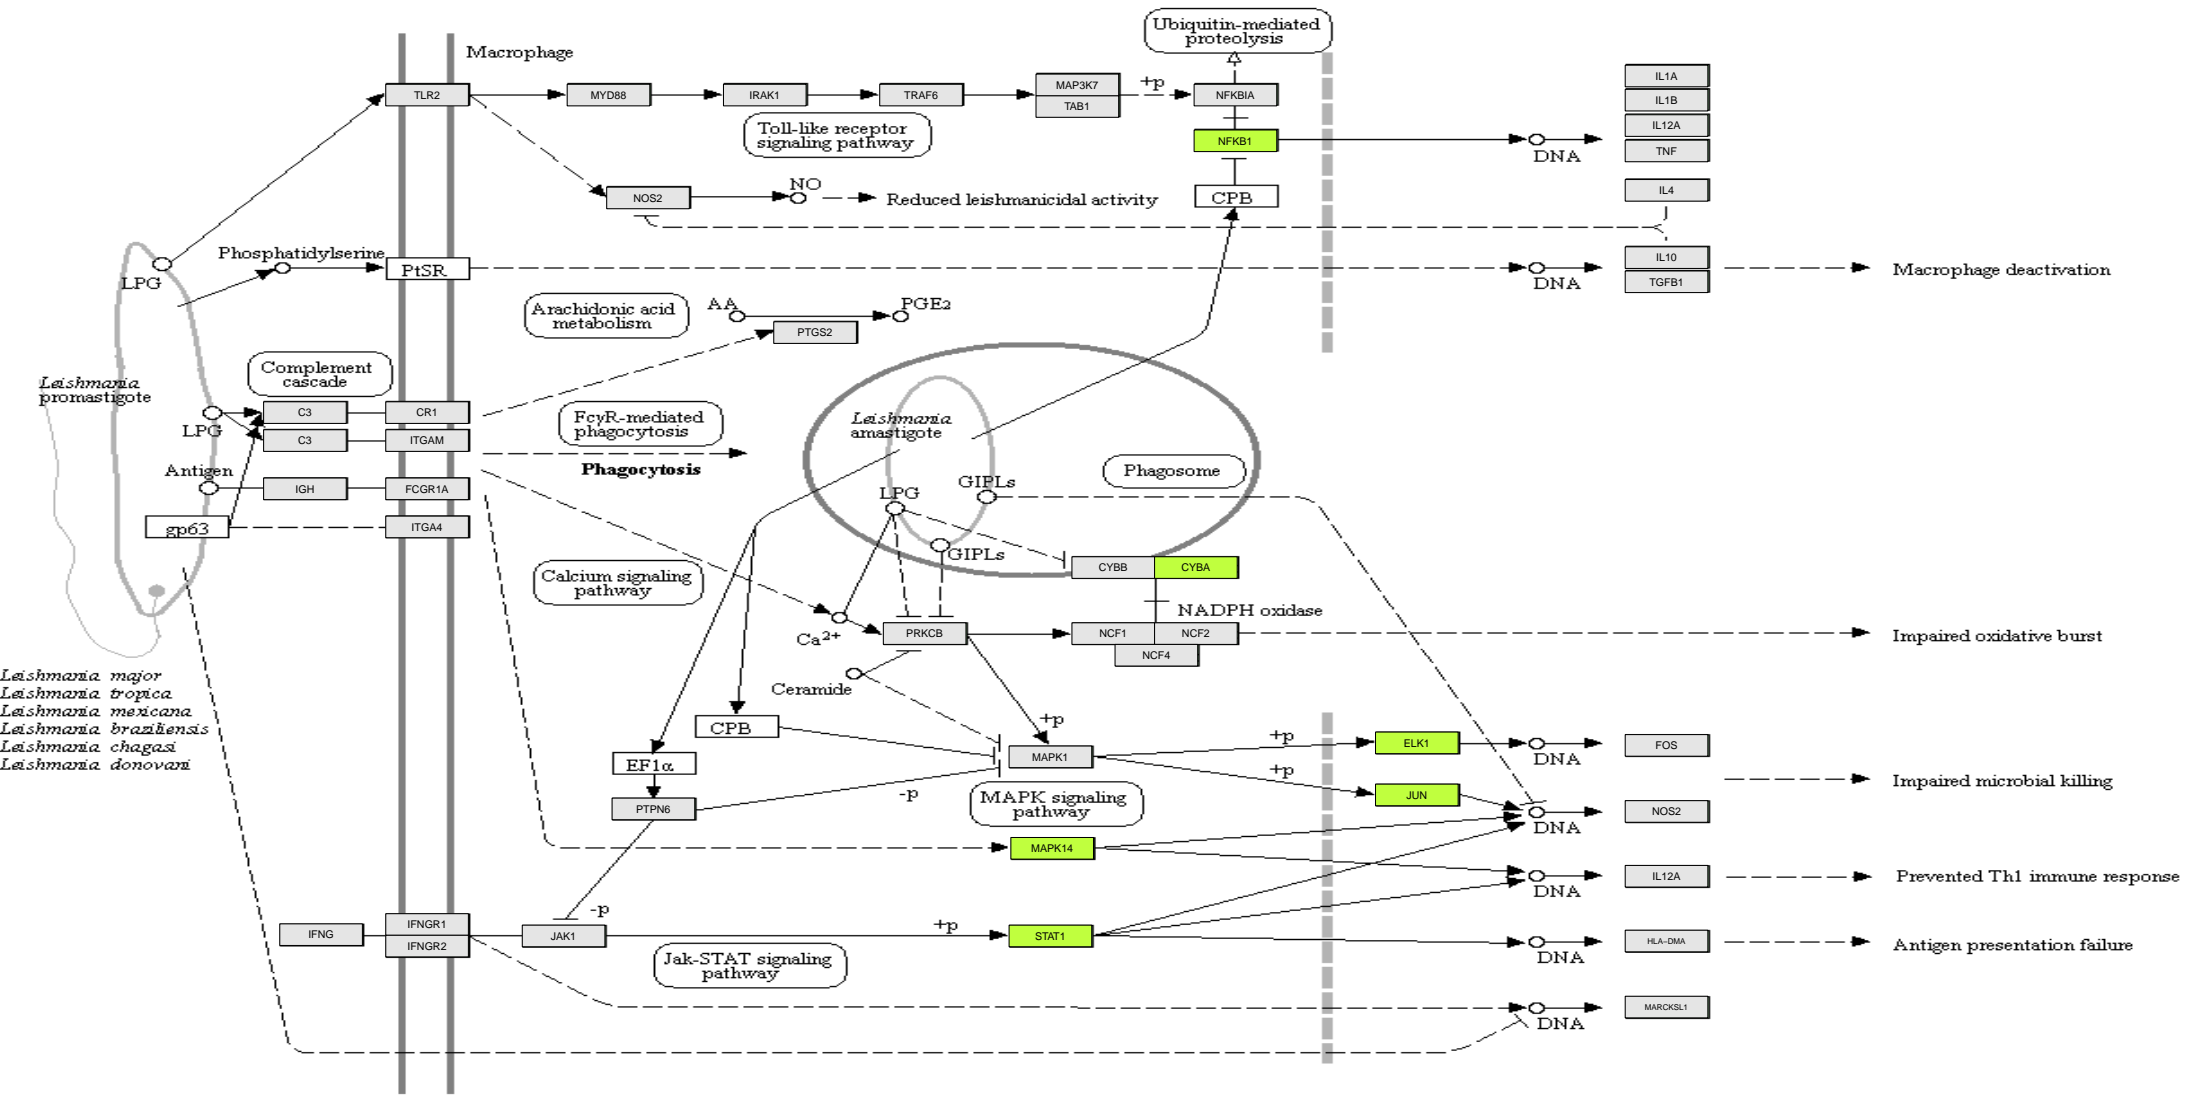 Macrophage
Ubiquitin-mediated
proteolysis
TLR2
MYD88
IRAK1
TRAF6
MAP3K7
TAB1
+p
NFKBIA
IL1A
IL1B
IL12A
TNF
Toll-like receptor
signaling pathway
NFKB1
DNA
NOS2
NO
Reduced leishmanicidal activity
CPB
IL4
Phosphatidylserine
LPG
PtSR
DNA
IL10
TGFB1
Macrophage deactivation
Arachidonic acid
metabolism
AA
PGE2
PTGS2
Complement
cascade
Leishmania
promastigote
LPG
C3
CR1
C3
ITGAM
FcγR-mediated
phagocytosis
Phagocytosis
Leishmania
amastigote
Phagosome
Antigen
IGH
FCGR1A
gp63
ITGA4
LPG
GIPLs
GIPLs
CYBB
CYBA
Calcium signaling
pathway
Ca2+
PRKCB
NADPH oxidase
NCF1
NCF2
NCF4
Impaired oxidative burst
Ceramide
Leishmania major
Leishmania tropica
Leishmania mexicana
Leishmania braziliensis
Leishmania chagasi
Leishmania donovani
CPB
EF1α
PTPN6
+p
MAPK1
-p
MAPK signaling
pathway
+p
ELK1
DNA
FOS
+p
JUN
Impaired microbial killing
DNA
NOS2
MAPK14
DNA
IL12A
Prevented Th1 immune response
IFNG
IFNGR1
IFNGR2
-p
JAK1
+p
STAT1
Jak-STAT signaling
pathway
DNA
HLA-DMA
Antigen presentation failure
DNA
MARCKSL1